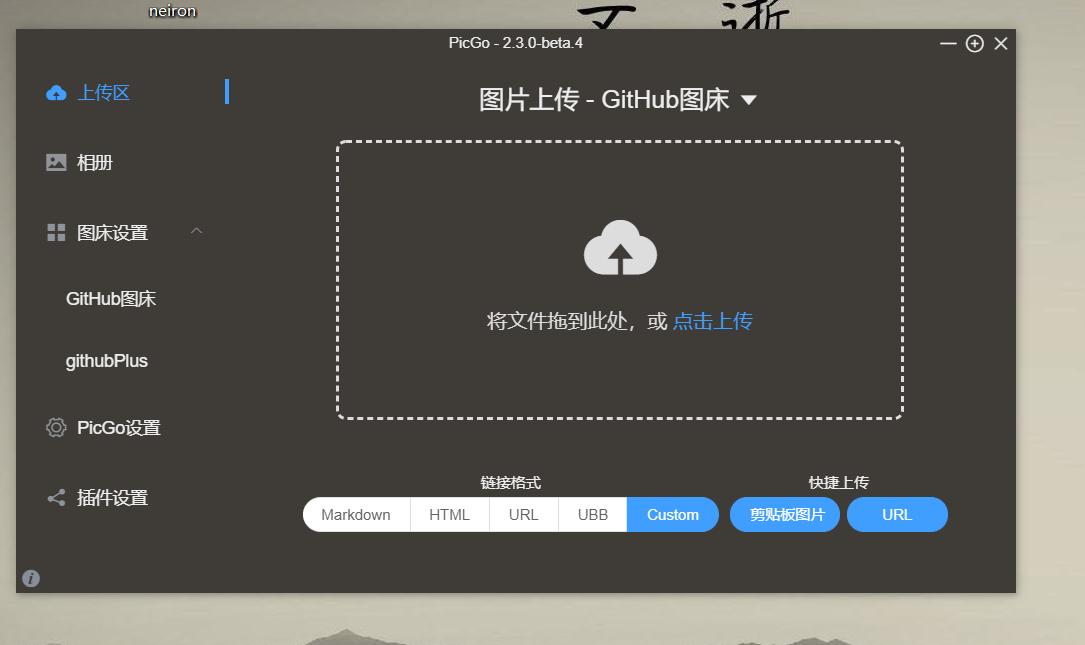 neiron
PicGo - 2.3.0-beta.4
上传区
相册
图床设置
GitHub图床
githubPlus
PicGo设置
插件设置
图片上传 - GitHub图床
将文件拖到此处，或 点击上传
链接格式
Markdown HTML URL UBB Custom
快捷上传
剪贴板图片 URL